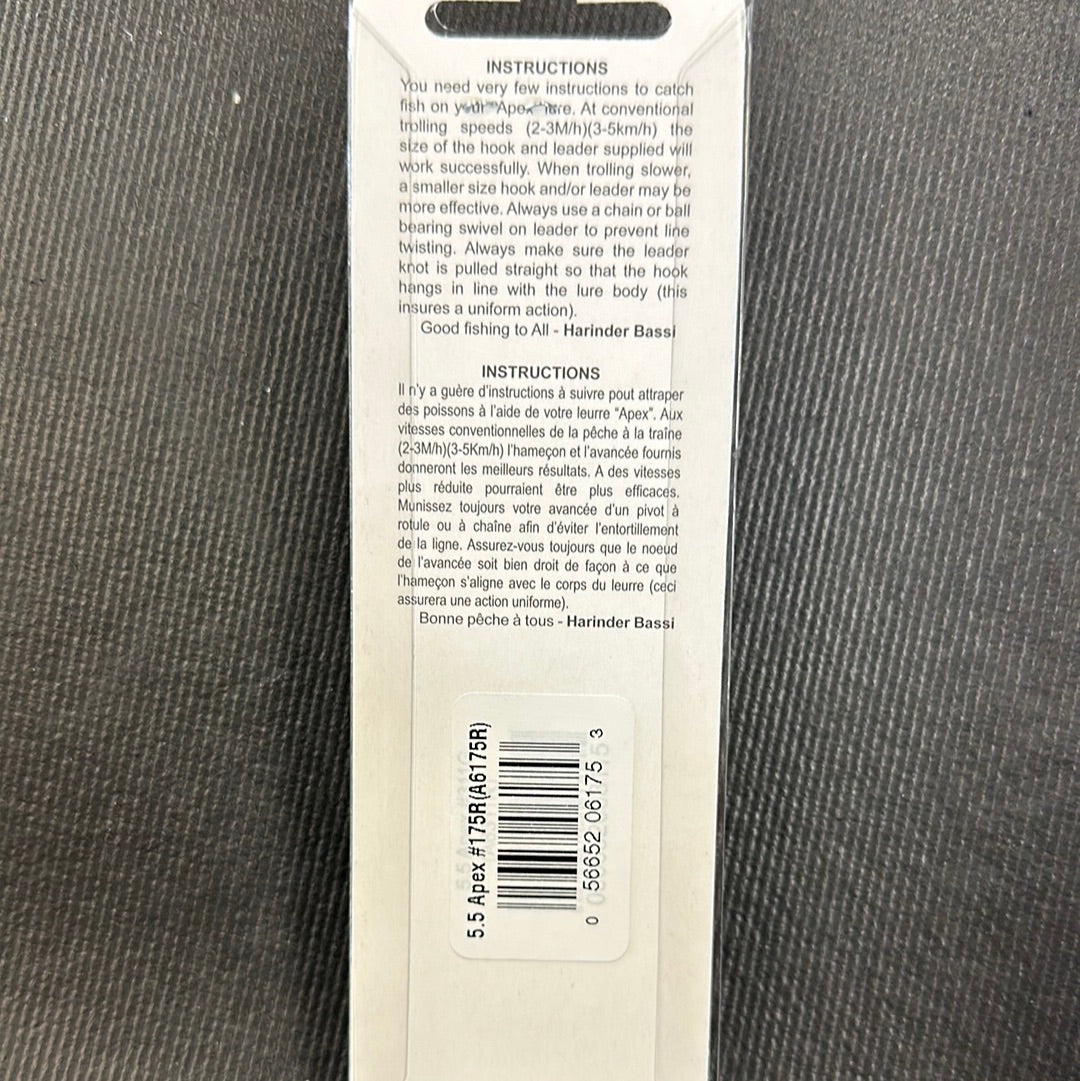 INSTRUCTIONS
You need very few instructions to catch
fish on your "Apex" lure. At conventional
trolling speeds (2-3M/h)(3-5km/h) the
size of the hook and leader supplied will
work successfully. When trolling slower,
a smaller size hook and/or leader may be
more effective. Always use a chain or ball
bearing swivel on leader to prevent line
twisting. Always make sure the leader
knot is pulled straight so that the hook
hangs in line with the lure body (this
insures a uniform action).
Good fishing to All - Harinder Bassi
INSTRUCTIONS
Il n'y a guère d'instructions à suivre pout attraper
des poissons à l'aide de votre leurre "Apex". Aux
vitesses conventionnelles de la pêche à la traîne
(2-3M/h)(3-5Km/h) l'hameçon et l'avancée fournis
donneront les meilleurs résultats. A des vitesses
plus réduite pourraient être plus efficaces.
Munissez toujours votre avancée d'un pivot à
rotule ou à chaîne afin d'éviter l'entortillement
de la ligne. Assurez-vous toujours que le noeud
de l'avancée soit bien droit de façon à ce que
l'hameçon s'aligne avec le corps du leurre (ceci
assurera une action uniforme).
Bonne pêche à tous - Harinder Bassi
5.5 Apex #175R(A6175R)
0 56652 06175 3